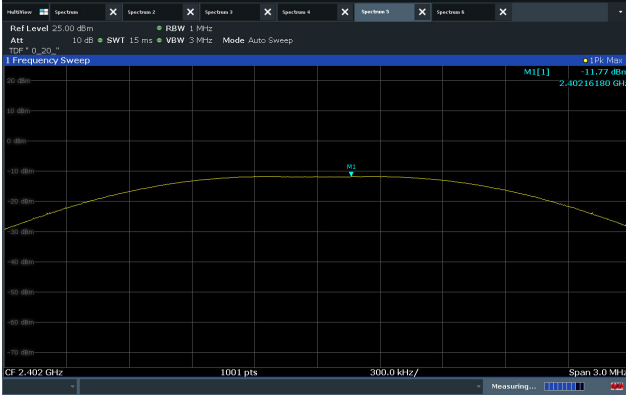 MultiView Spectrum Spectrum 2 Spectrum 3 Spectrum 4 Spectrum 5 Spectrum 6
Ref Level 25.00 dBm RBW 1 MHz
Att 10 dB SWT 15 ms VBW 3 MHz Mode Auto Sweep
TDF "0_20_"
1 Frequency Sweep 1Pk Max
M1[1] -11.77 dBm
2.40216180 GHz
20 dBm
10 dBm
0 dBm
M1
-10 dBm
-20 dBm
-30 dBm
-40 dBm
-50 dBm
-60 dBm
-70 dBm
CF 2.402 GHz 1001 pts 300.0 kHz/ Span 3.0 MHz
Measuring...